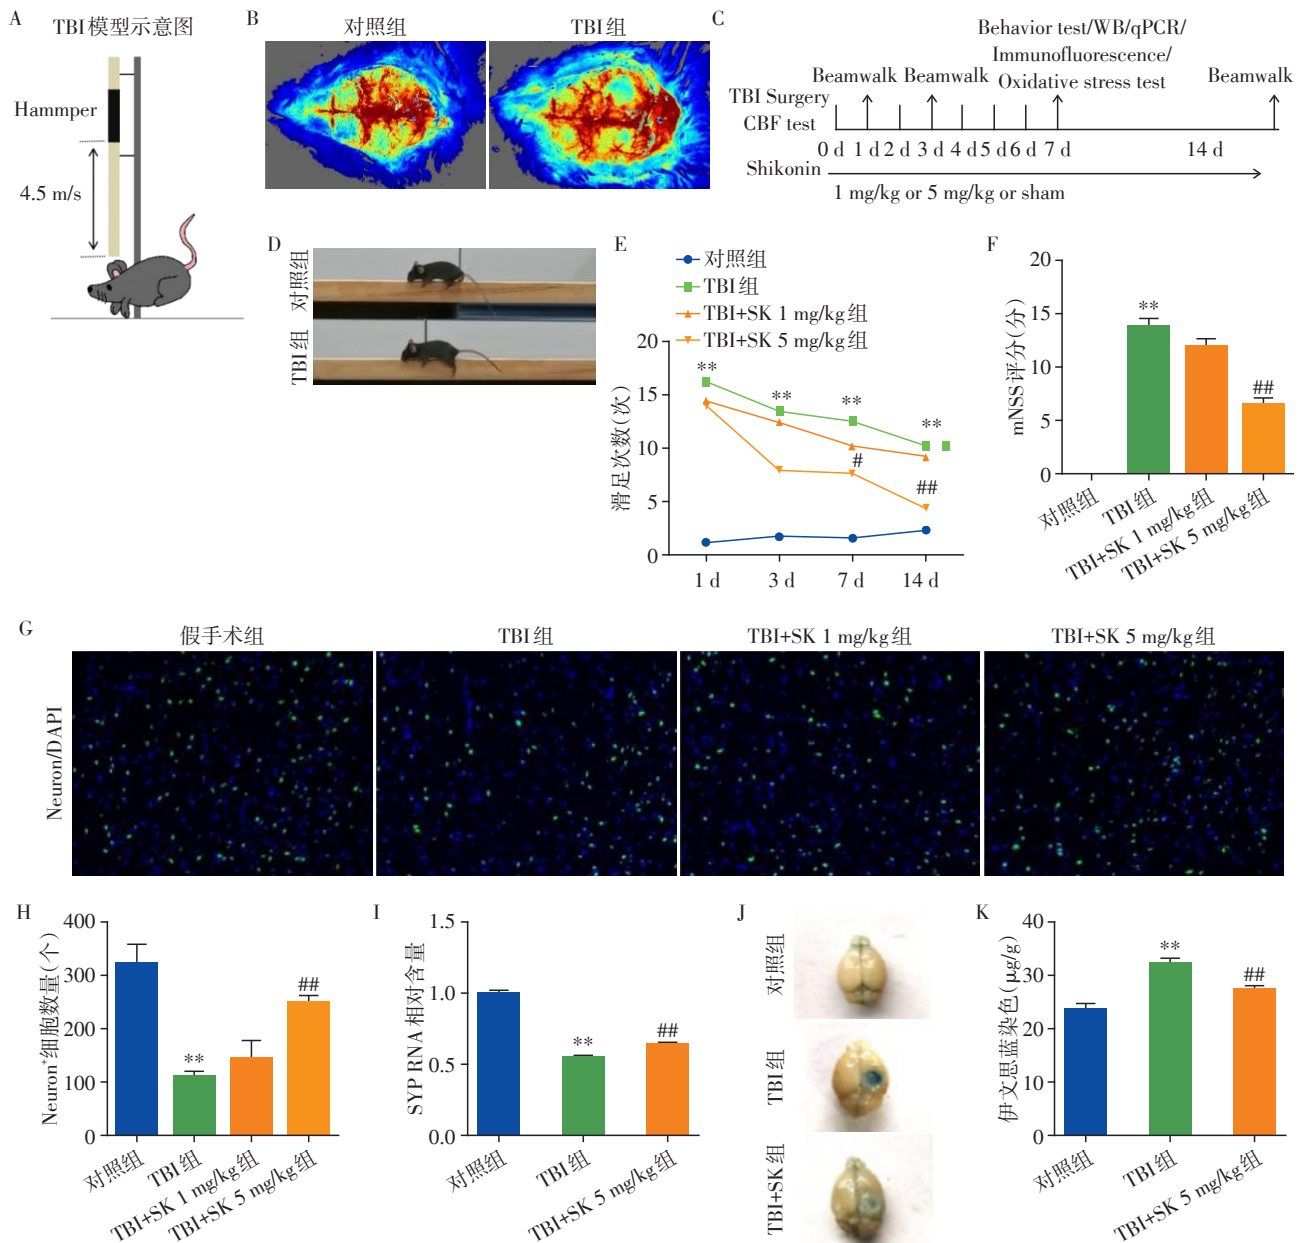 A
TBI模型示意图
Hammper
4.5 m/s
B
对照组
TBI组
C
Behavior test/WB/qPCR/
Immunofluorescence/
Oxidative stress test
Beamwalk
Beamwalk
Beamwalk
TBI Surgery
CBF test
0 d 1 d 2 d 3 d 4 d 5 d 6 d 7 d 14 d
Shikonin
1 mg/kg or 5 mg/kg or sham
D
对照组
TBI组
E
对照组
TBI组
TBI+SK 1 mg/kg组
TBI+SK 5 mg/kg组
滑足次数(次)
20
15
10
5
0
**
**
**
**
#
##
1 d 3 d 7 d 14 d
F
mNSS评分(分)
20
15
10
5
0
**
##
对照组
TBI组
TBI+SK 1 mg/kg组
TBI+SK 5 mg/kg组
G
假手术组
TBI组
TBI+SK 1 mg/kg组
TBI+SK 5 mg/kg组
Neuron/DAPI
H
Neuron+细胞数量(个)
400
300
200
100
0
**
##
对照组
TBI组
TBI+SK 1 mg/kg组
TBI+SK 5 mg/kg组
I
SYP RNA相对含量
1.5
1.0
0.5
0.0
**
##
对照组
TBI组
TBI+SK 5 mg/kg组
J
对照组
TBI组
TBI+SK组
K
伊文思蓝染色(μg/g)
40
30
20
10
0
**
##
对照组
TBI组
TBI+SK 5 mg/kg组